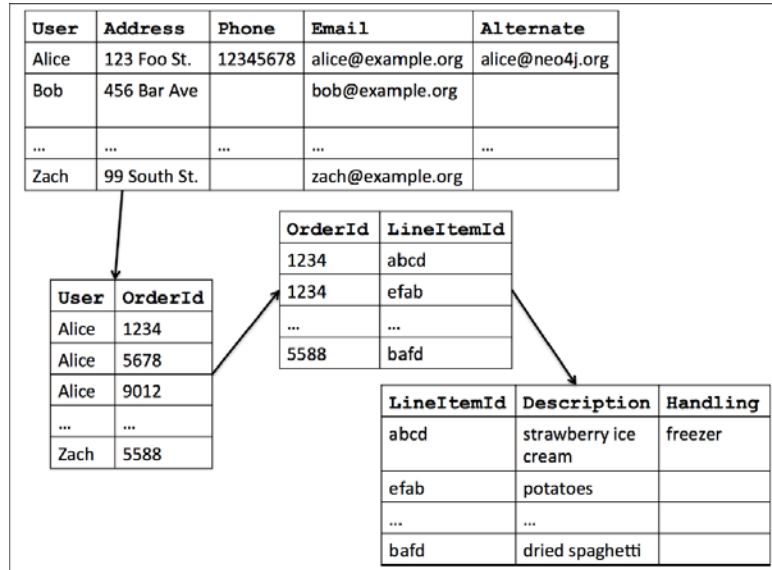 User Address Phone Email Alternate
Alice 123 Foo St. 12345678 alice@example.org alice@neo4j.org
Bob 456 Bar Ave bob@example.org
... ... ... ... ...
Zach 99 South St. zach@example.org
User OrderId
Alice 1234
Alice 5678
Alice 9012
... ...
Zach 5588
OrderId LineItemId
1234 abcd
1234 efab
... ...
5588 bafd
LineItemId Description Handling
abcd strawberry ice freezer
cream
efab potatoes
... ...
bafd dried spaghetti